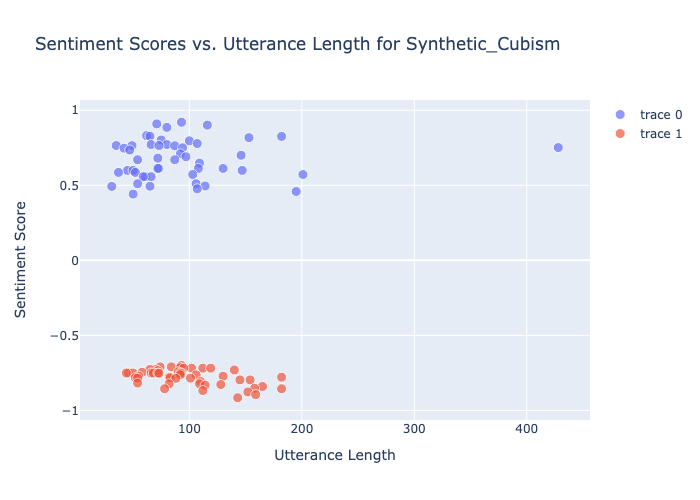 Sentiment Scores vs. Utterance Length for Synthetic_Cubism
trace 0
trace 1
1
0.5
0
−0.5
−1
Sentiment Score
100
200
300
400
Utterance Length